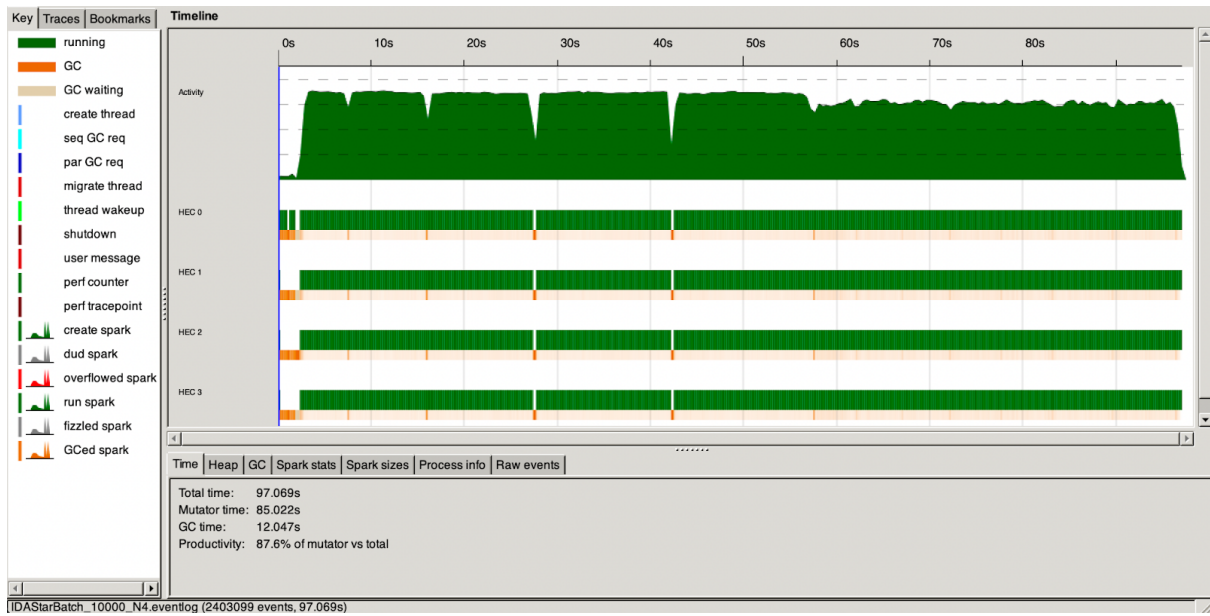 Key Traces Bookmarks
running
GC
GC waiting
create thread
seq GC req
par GC req
migrate thread
thread wakeup
shutdown
user message
perf counter
perf tracepoint
create spark
dud spark
overflowed spark
run spark
fizzled spark
GCed spark
Timeline
0s 10s 20s 30s 40s 50s 60s 70s 80s
Activity
HEC 0
HEC 1
HEC 2
HEC 3
Time Heap GC Spark stats Spark sizes Process info Raw events
Total time: 97.069s
Mutator time: 85.022s
GC time: 12.047s
Productivity: 87.6% of mutator vs total
IDAStarBatch_10000_N4.eventlog (2403099 events, 97.069s)